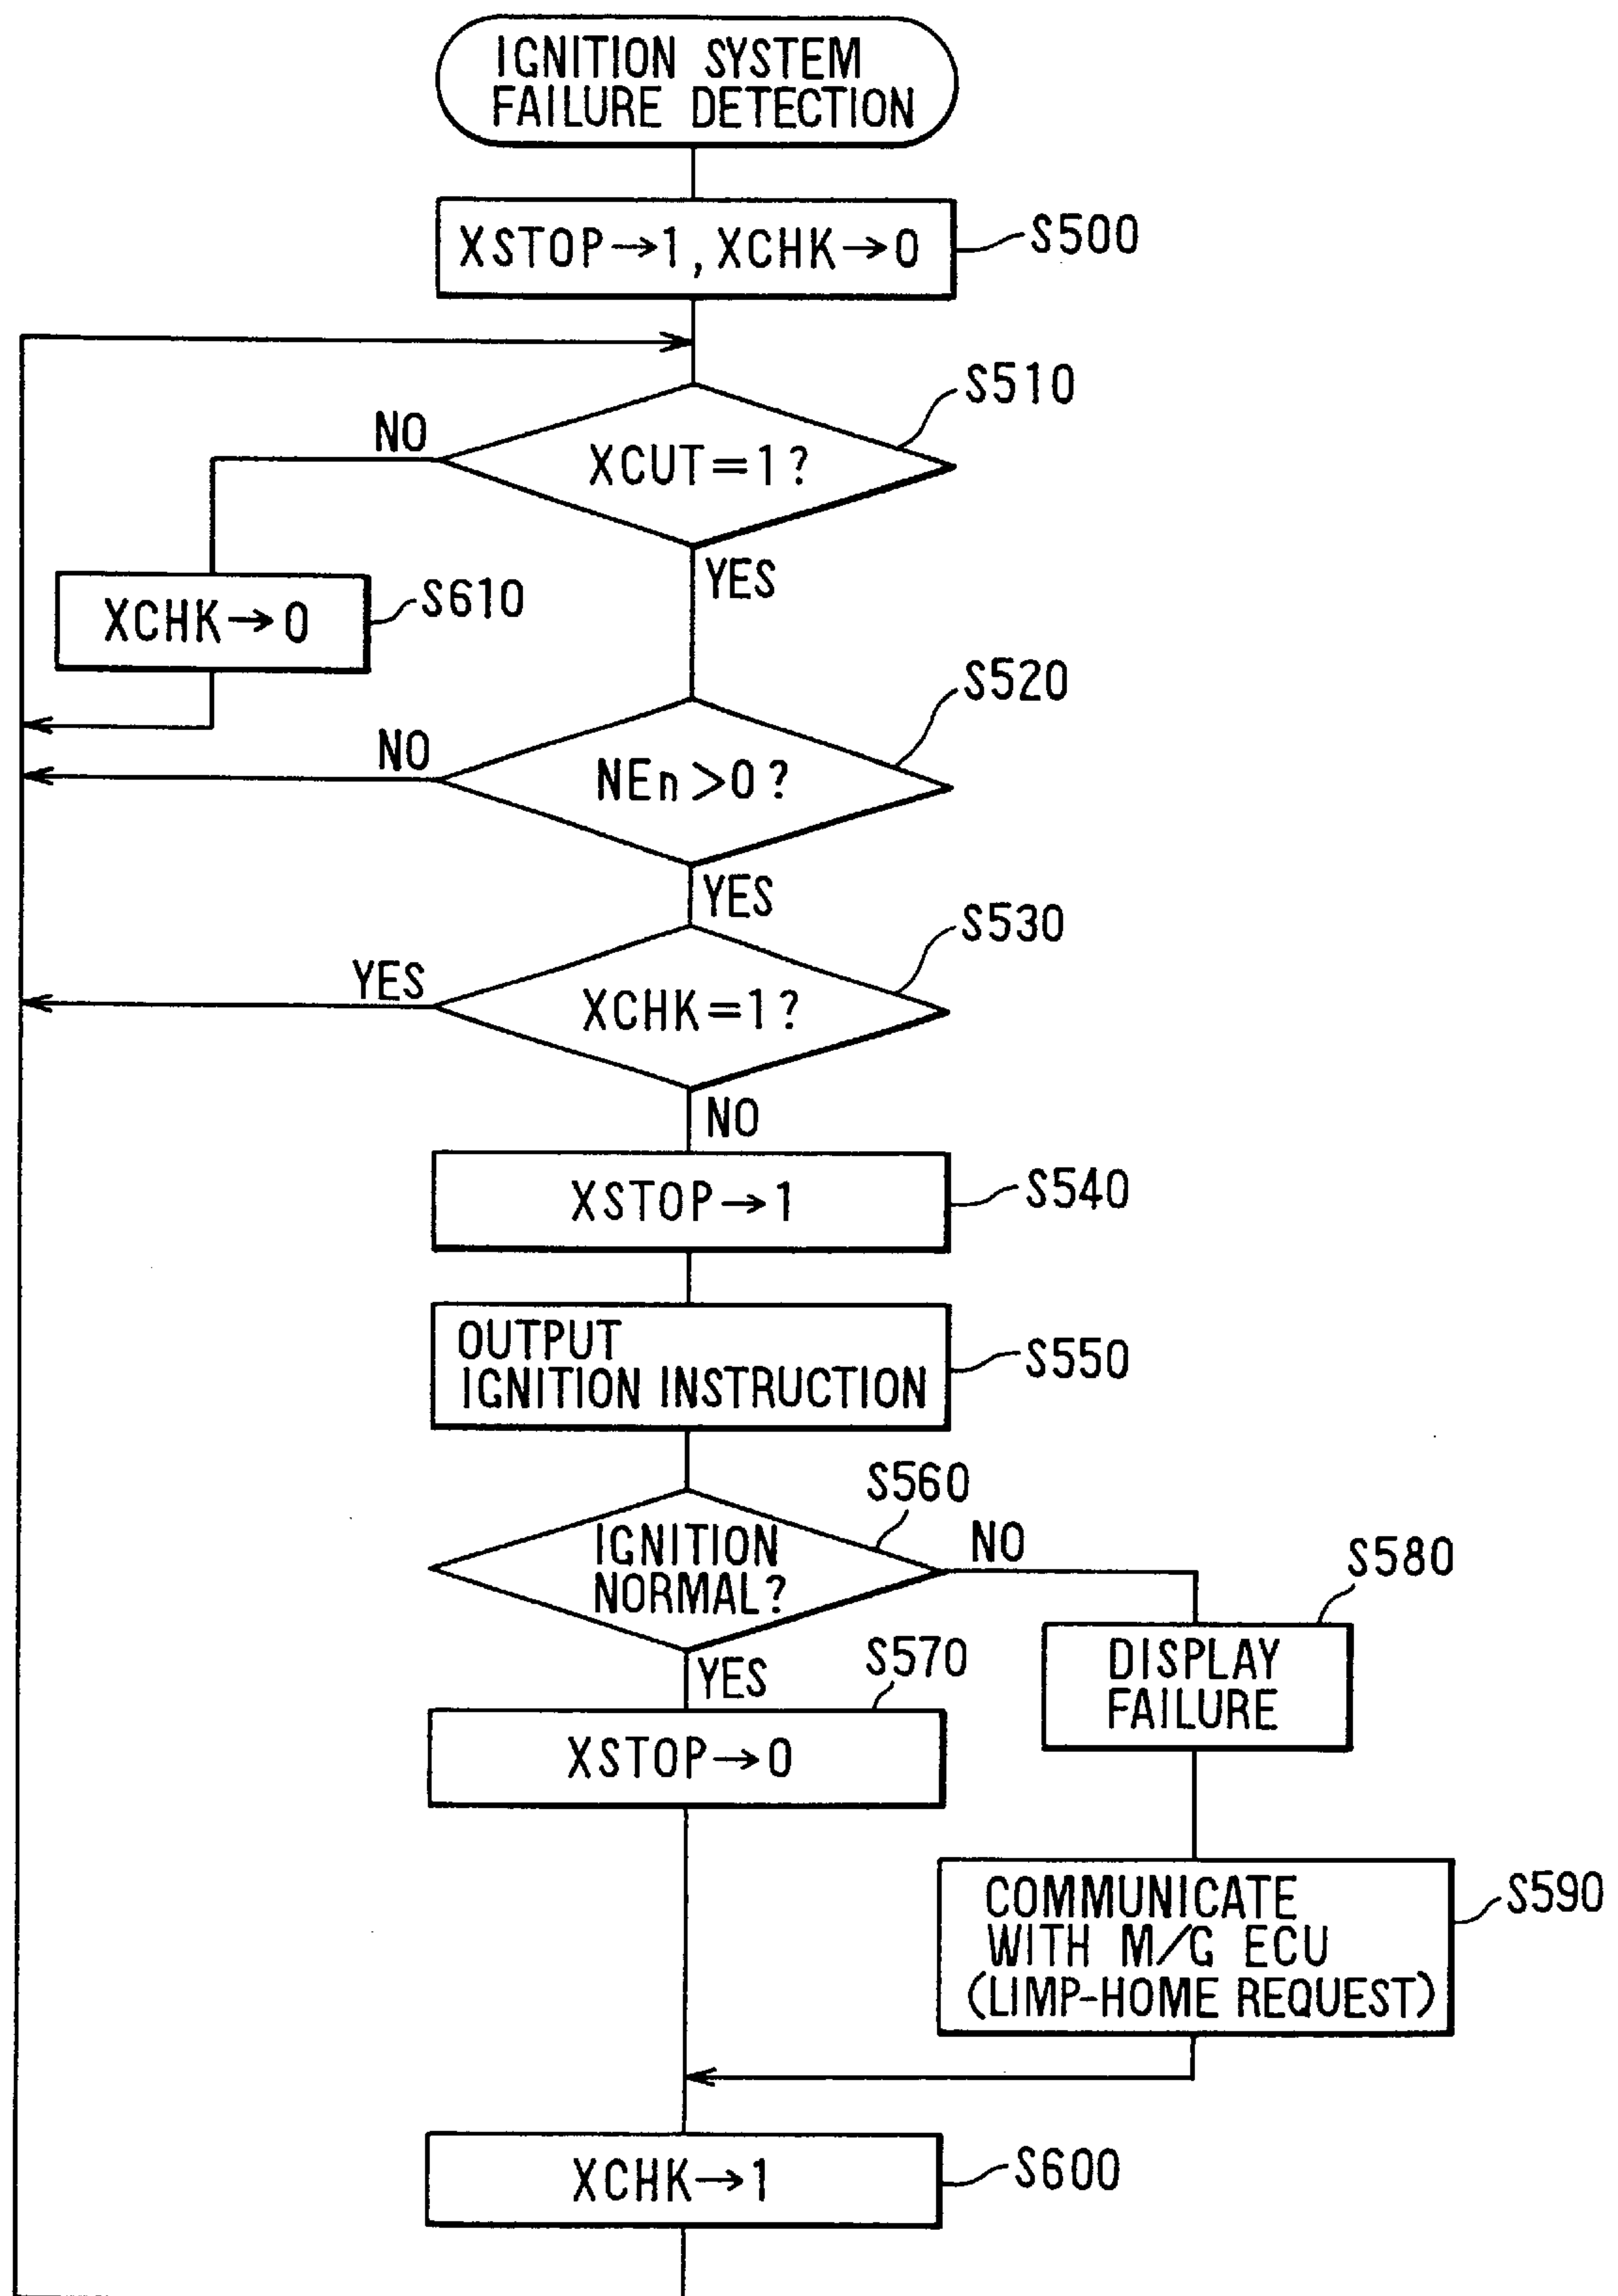 IGNITION SYSTEM
FAILURE DETECTION
XSTOP→1, XCHK→0
S500
S510
NO
XCUT=1?
YES
XCHK→0
S610
S520
NO
NEn>0?
YES
S530
YES
XCHK=1?
NO
XSTOP→1
S540
OUTPUT
IGNITION INSTRUCTION
S550
S560
IGNITION
NORMAL?
NO
S580
YES
S570
DISPLAY
FAILURE
XSTOP→0
COMMUNICATE
WITH M/G ECU
(LIMP-HOME REQUEST)
S590
XCHK→1
S600